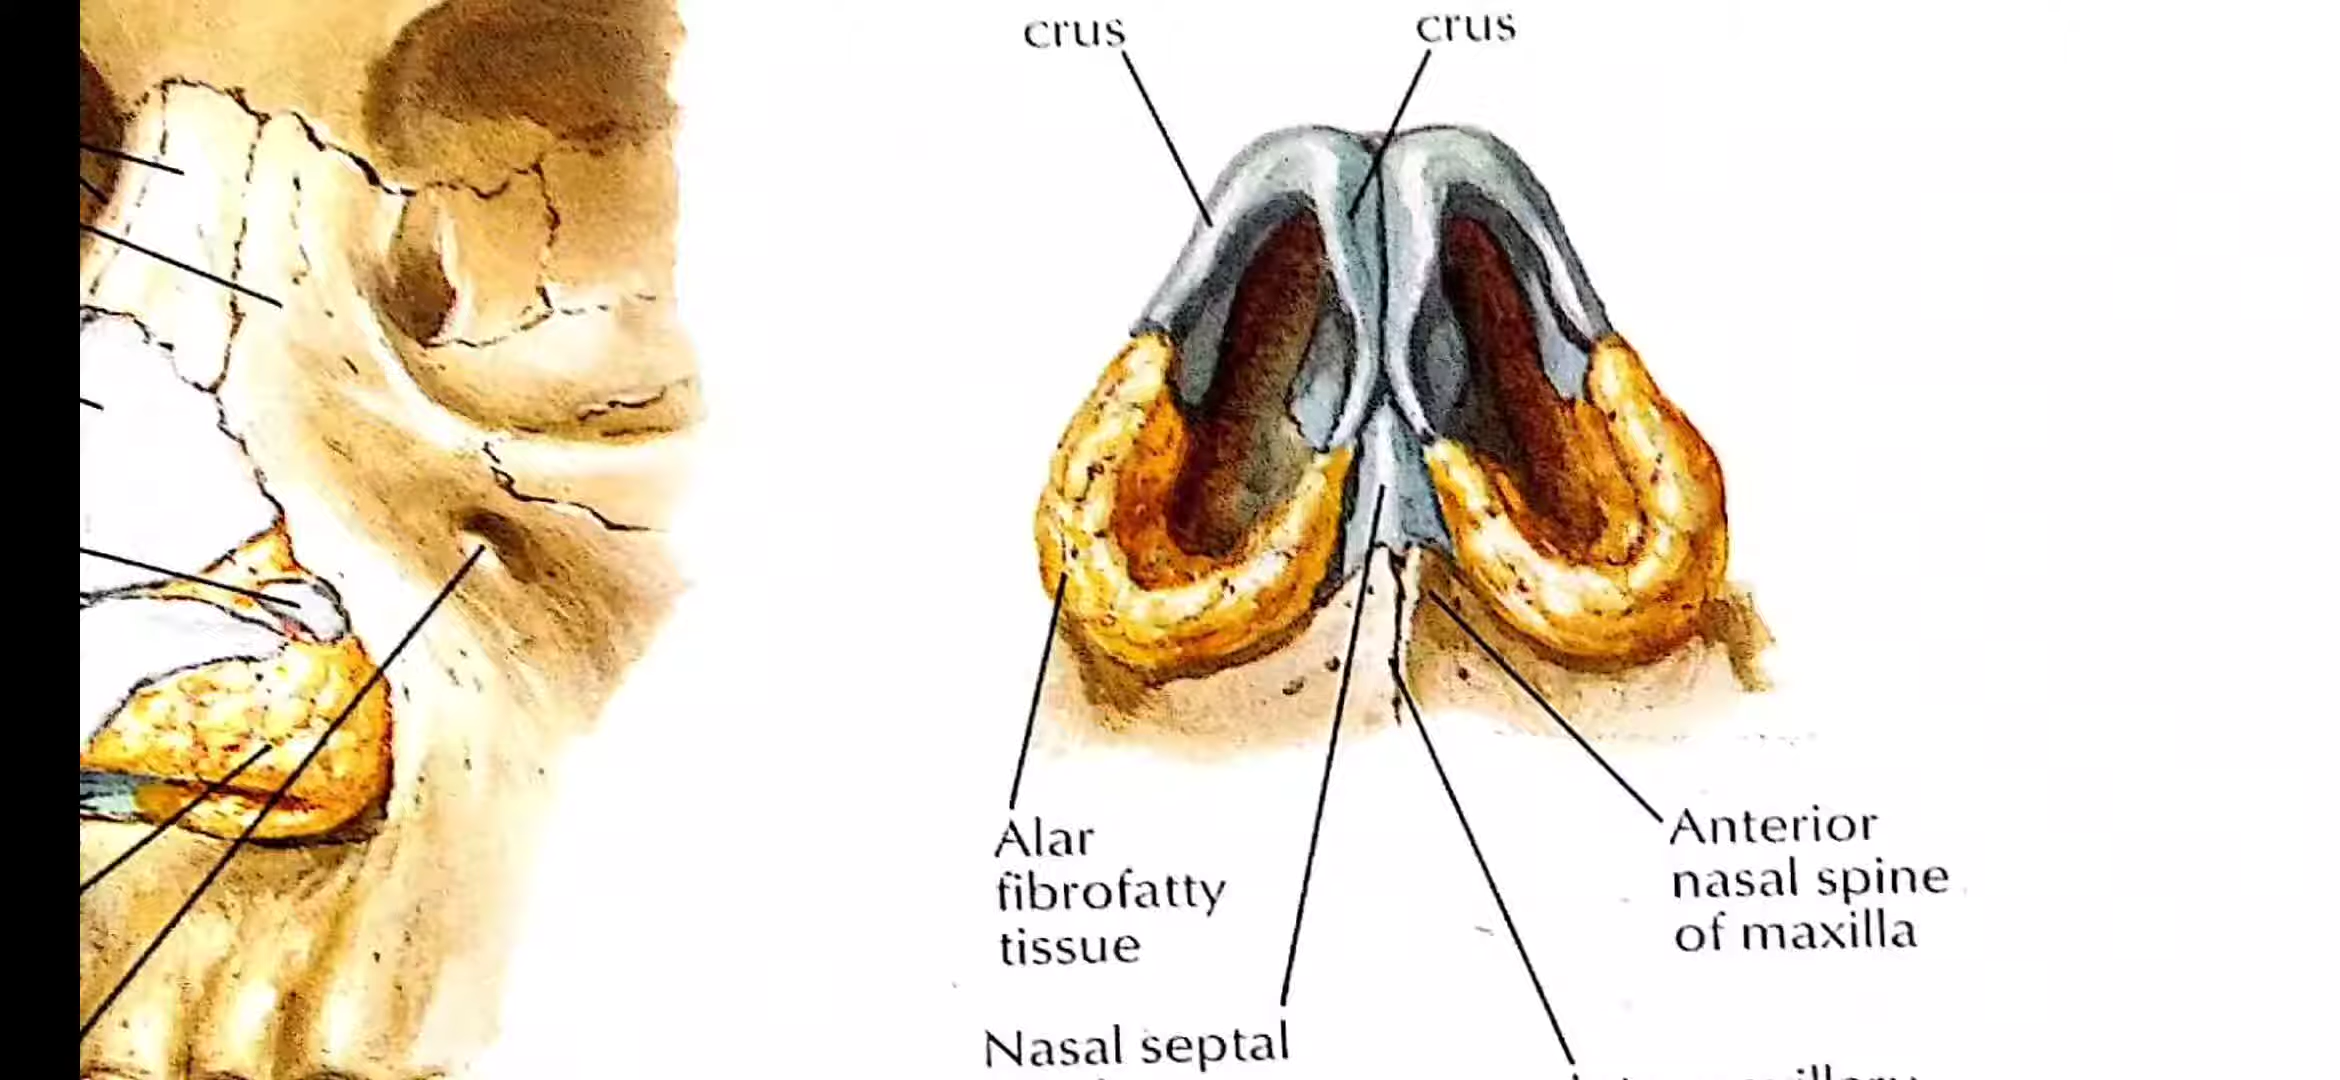 crus
crus
Alar
fibrofatty
tissue
Anterior
nasal spine
of maxilla
Nasal septal